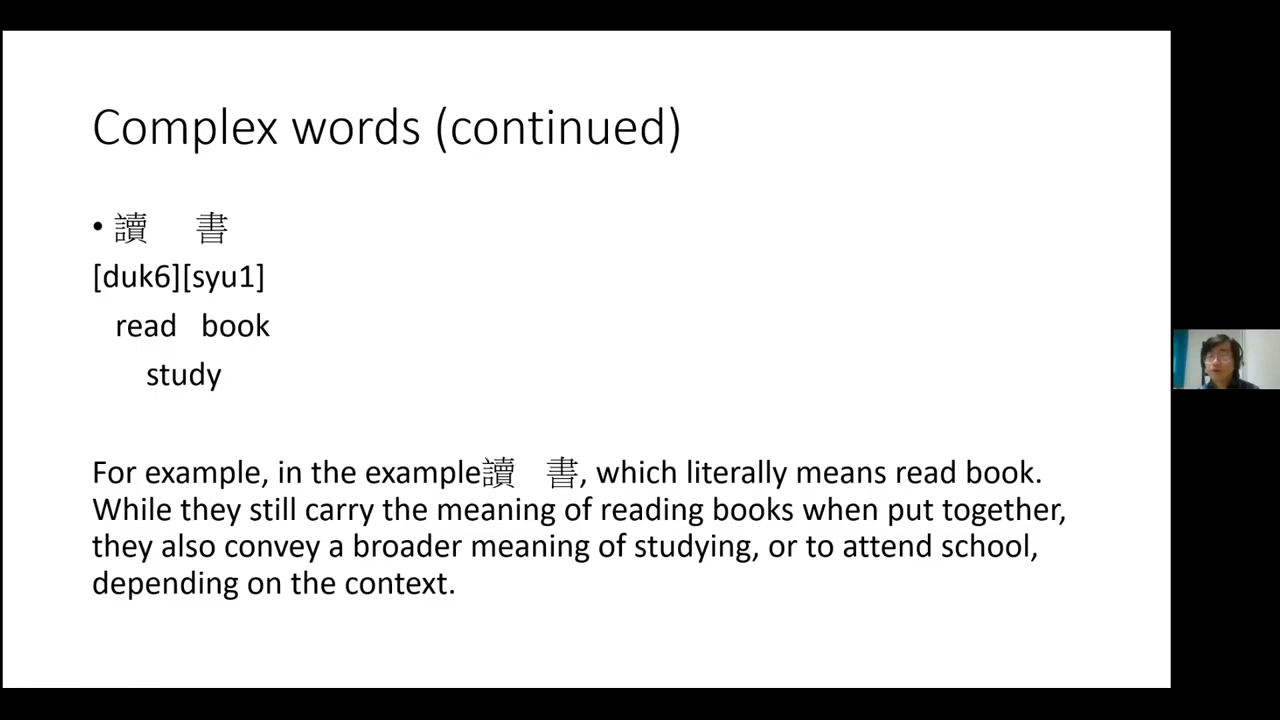 Complex words (continued)
• 讀 書
[duk6][syu1]
read book
study
For example, in the example讀 書, which literally means read book.
While they still carry the meaning of reading books when put together,
they also convey a broader meaning of studying, or to attend school,
depending on the context.